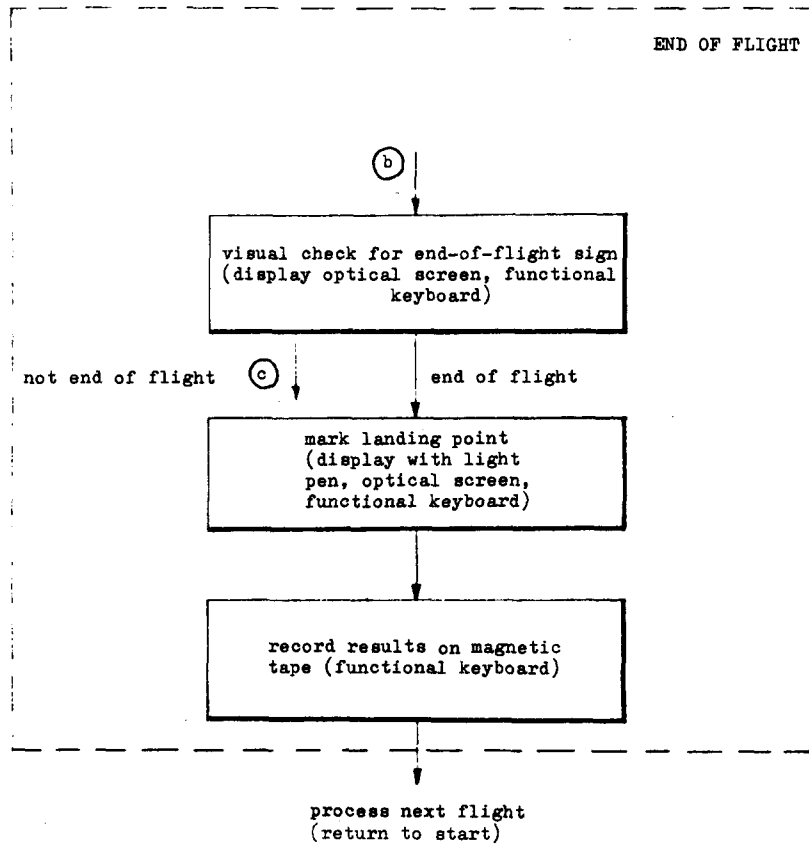 END OF FLIGHT
b
visual check for end-of-flight sign
(display optical screen, functional
keyboard)
not end of flight
c
end of flight
mark landing point
(display with light
pen, optical screen,
functional keyboard)
record results on magnetic
tape (functional keyboard)
process next flight
(return to start)